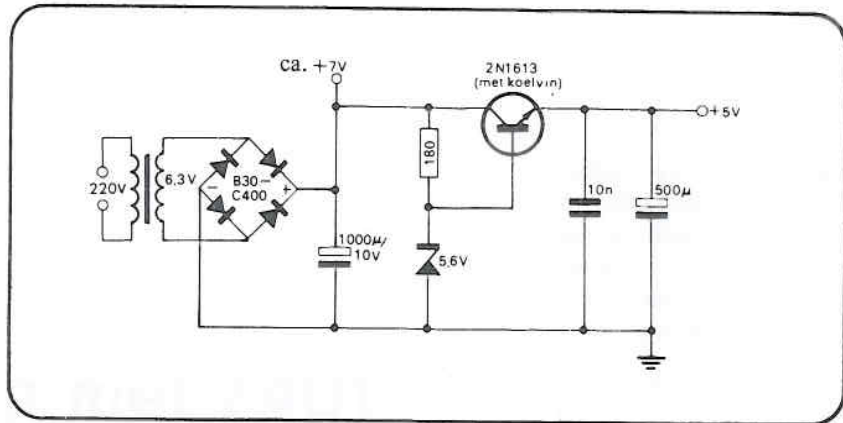 ca. +7V
2N1613
(met koelvin)
+5V
220V
6,3V
B30-
C400
-
+
180
1000μ/
10V
5,6V
10n
500μ